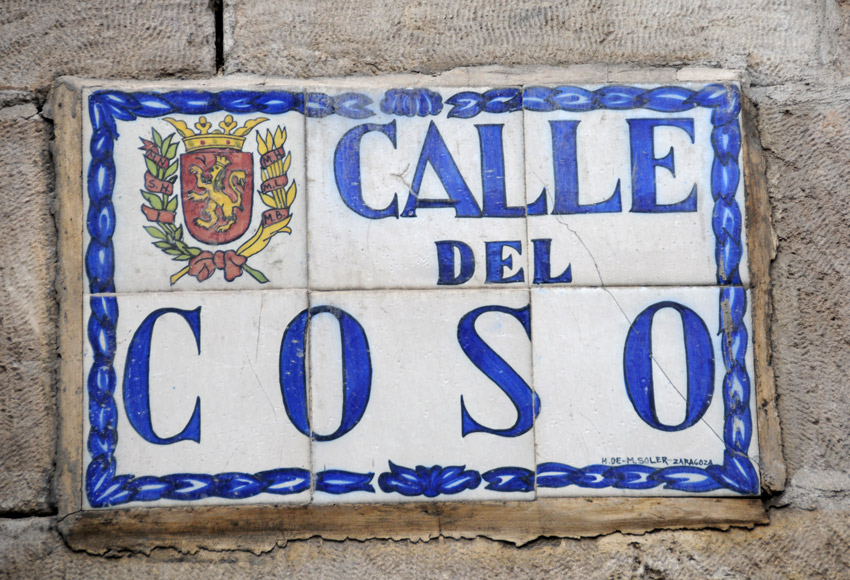 CALLE
DEL
COSO
M.N.
S.H.
M.H.
M.L.
M.B.
H. DE-M. SOLER-ZARAGOZA